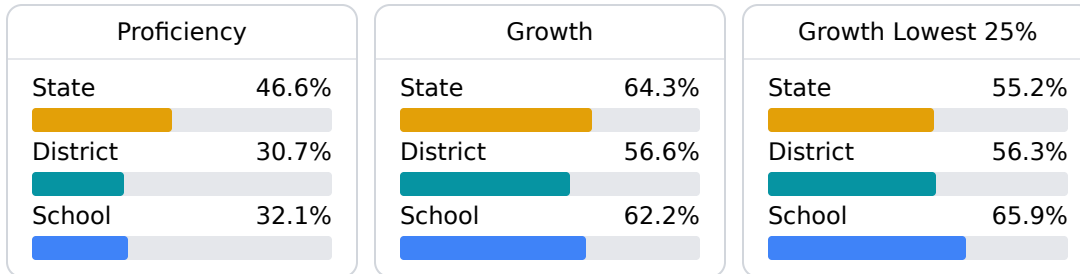 Proficiency
State 46.6%
District 30.7%
School 32.1%
Growth
State 64.3%
District 56.6%
School 62.2%
Growth Lowest 25%
State 55.2%
District 56.3%
School 65.9%